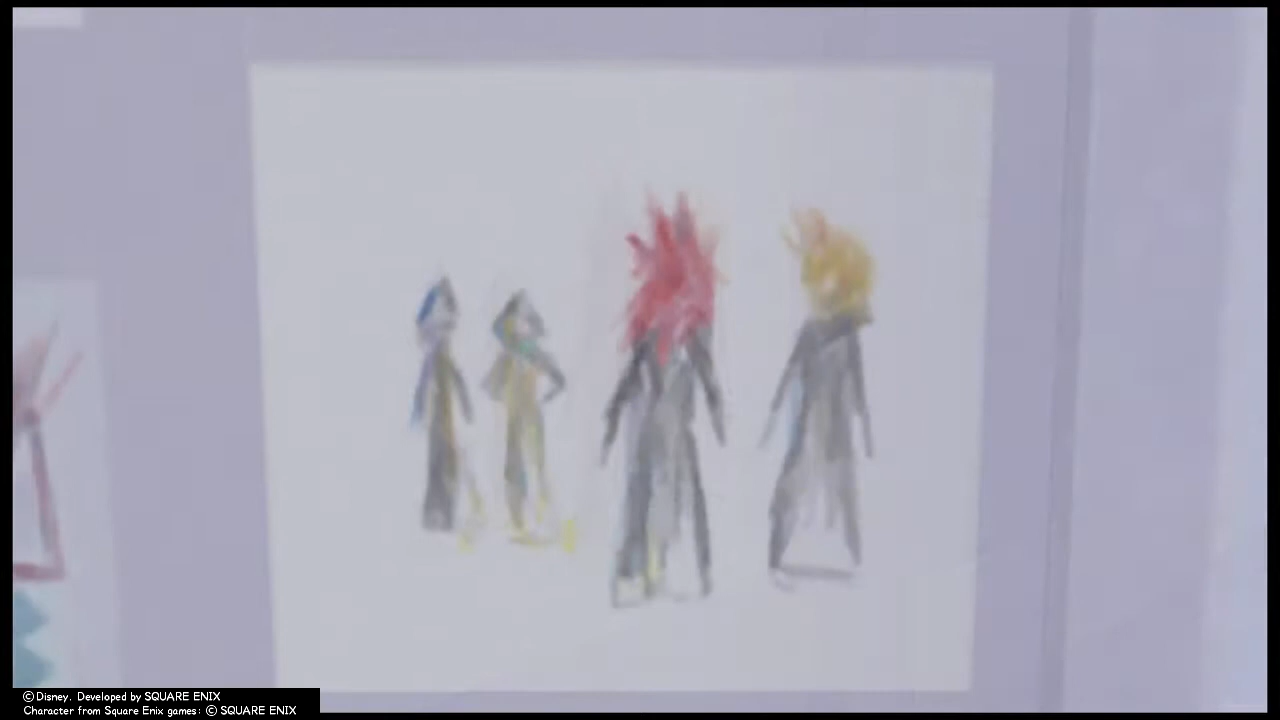 ©Disney. Developed by SQUARE ENIX
Character from Square Enix games: © SQUARE ENIX